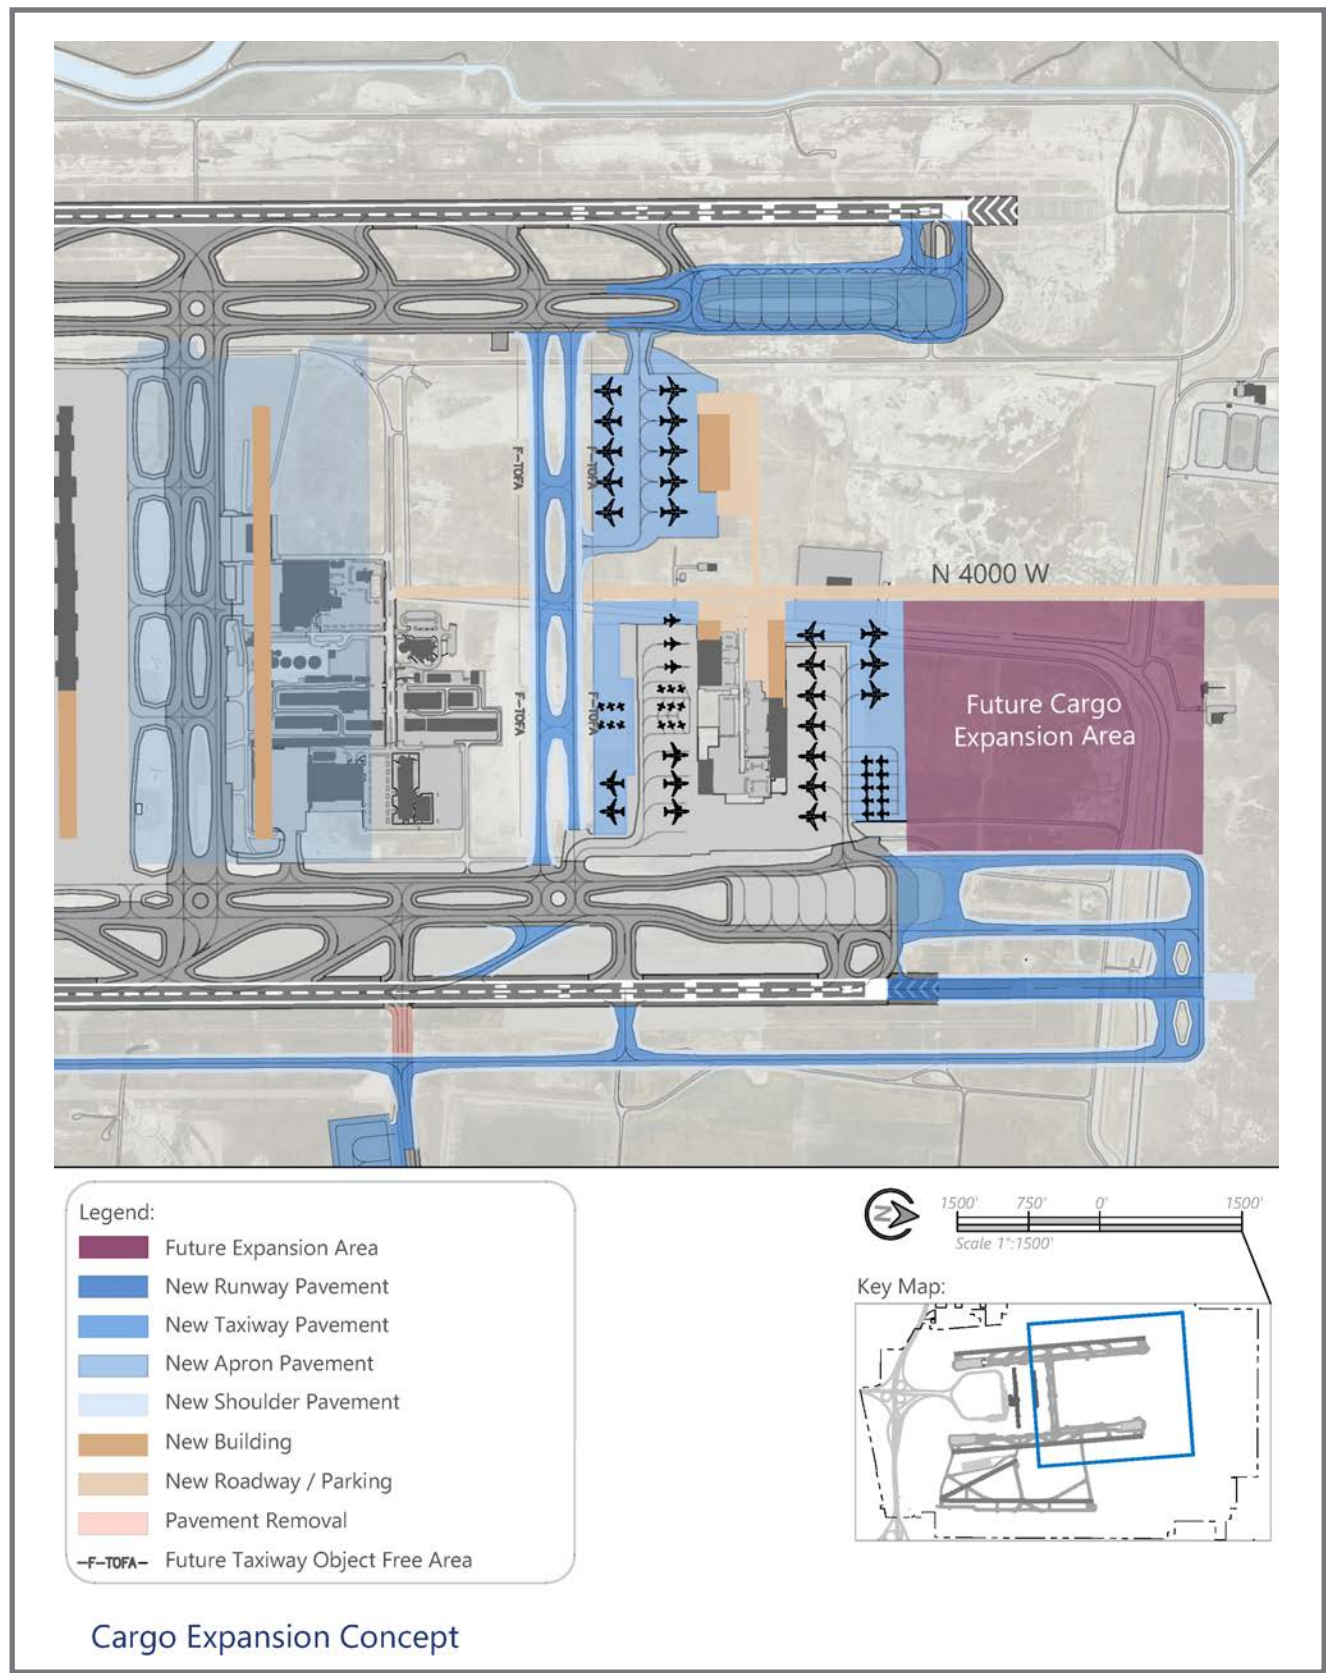 F-TOFA
F-TOFA
N 4000 W
F-TOFA
F-TOFA
Future Cargo
Expansion Area
Legend:
Future Expansion Area
New Runway Pavement
New Taxiway Pavement
New Apron Pavement
New Shoulder Pavement
New Building
New Roadway / Parking
Pavement Removal
-F-TOFA- Future Taxiway Object Free Area
N
1500' 750' 0' 1500'
Scale 1":1500'
Key Map:
Cargo Expansion Concept